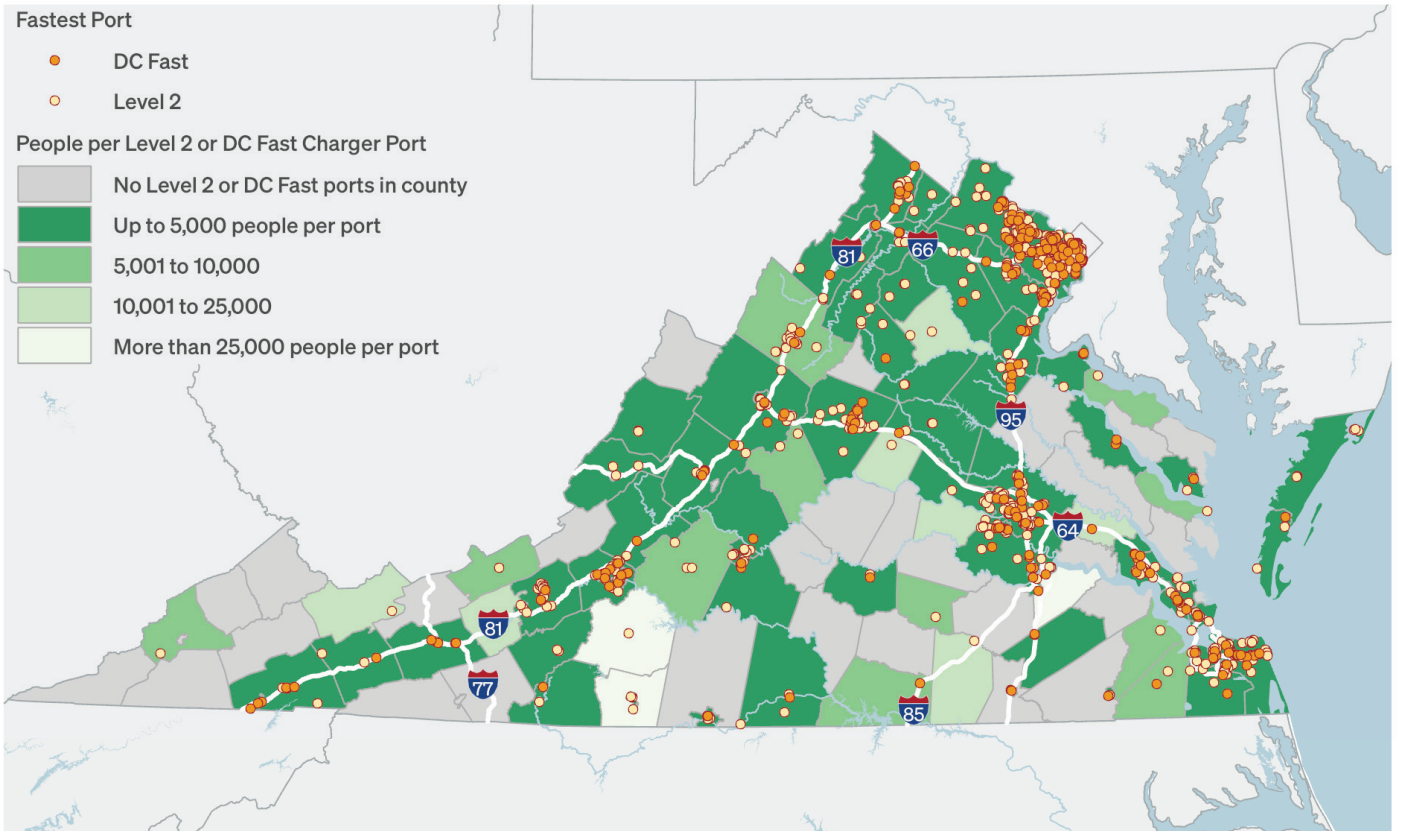 Fastest Port
DC Fast
Level 2
People per Level 2 or DC Fast Charger Port
No Level 2 or DC Fast ports in county
Up to 5,000 people per port
5,001 to 10,000
10,001 to 25,000
More than 25,000 people per port
81
66
95
64
81
77
85